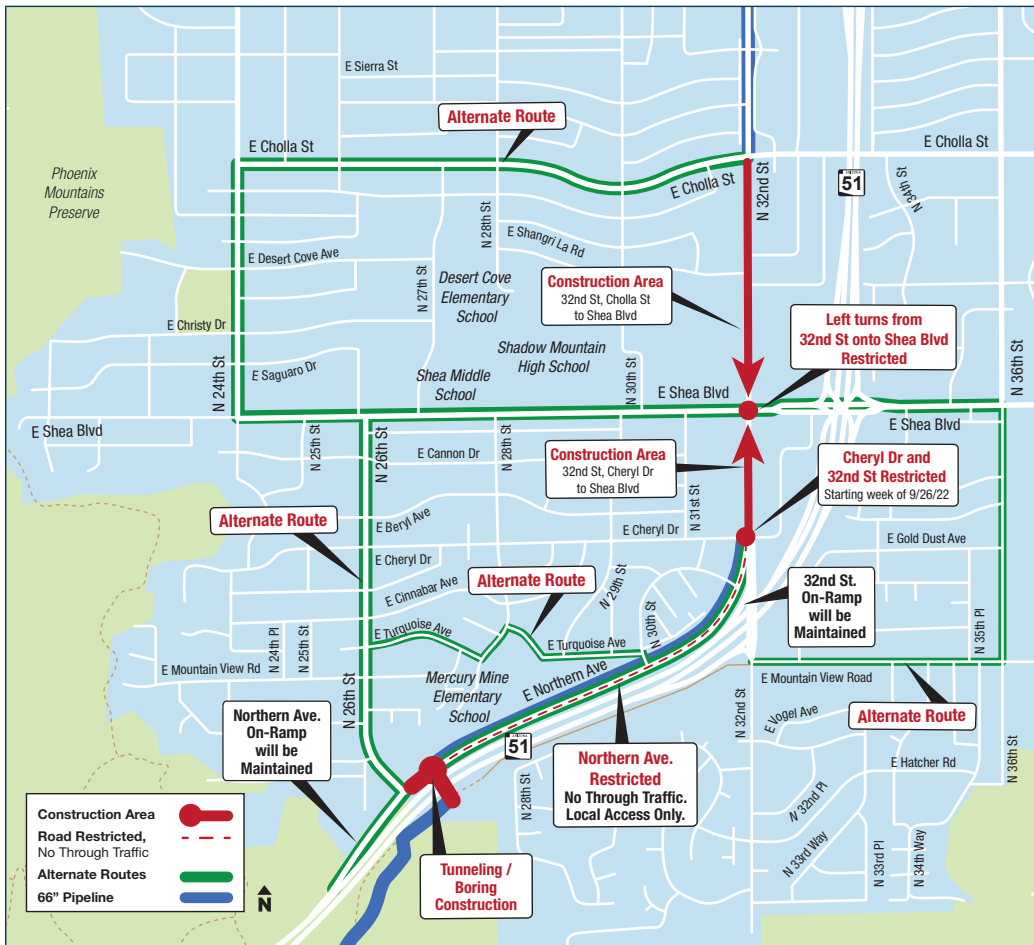 E Sierra St
Alternate Route
E Cholla St
E Cholla St
E Cholla St
N 32nd St
ARIZONA
51
N 34th St
Phoenix
Mountains
Preserve
N 28th St
E Shangri La Rd
E Desert Cove Ave
N 27th St
Desert Cove
Elementary
School
Construction Area
32nd St, Cholla St
to Shea Blvd
E Christy Dr
Left turns from
32nd St onto Shea Blvd
Restricted
Shadow Mountain
High School
N 24th St
E Saguaro Dr
Shea Middle
School
N 30th St
N 36th St
E Shea Blvd
E Shea Blvd
E Shea Blvd
N 25th St
N 26th St
N 28th St
E Cannon Dr
Construction Area
32nd St, Cheryl Dr
to Shea Blvd
N 31st St
Cheryl Dr and
32nd St Restricted
Starting week of 9/26/22
Alternate Route
E Beryl Ave
E Cheryl Dr
E Cheryl Dr
E Gold Dust Ave
E Cinnabar Ave
Alternate Route
N 29th St
N 30th St
32nd St.
On-Ramp
will be
Maintained
N 35th Pl
N 24th Pl
N 25th St
E Turquoise Ave
E Turquoise Ave
E Mountain View Rd
Mercury Mine
Elementary
School
E Northern Ave
E Mountain View Road
N 26th St
N 32nd St
E Vogel Ave
Alternate Route
Northern Ave.
On-Ramp
will be
Maintained
ARIZONA
51
N 28th St
Northern Ave.
Restricted
No Through Traffic.
Local Access Only.
E Hatcher Rd
N 36th St
N 32nd Pl
N 33rd Way
N 33rd Pl
N 34th Way
Construction Area
Road Restricted,
No Through Traffic
Alternate Routes
66” Pipeline
N
Tunneling /
Boring
Construction